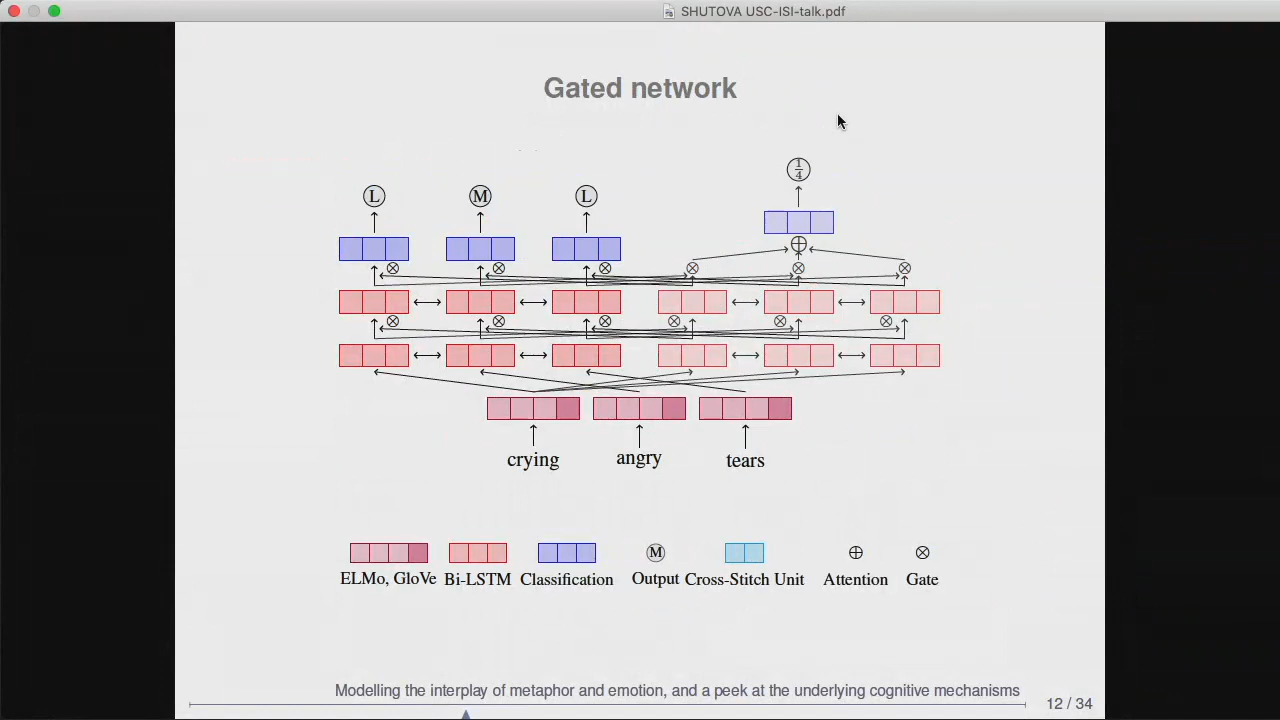 SHUTOVA USC-ISI-talk.pdf
Gated network
1/4
L M L
crying angry tears
M
ELMo, GloVe Bi-LSTM Classification Output Cross-Stitch Unit Attention Gate
Modelling the interplay of metaphor and emotion, and a peek at the underlying cognitive mechanisms
12 / 34